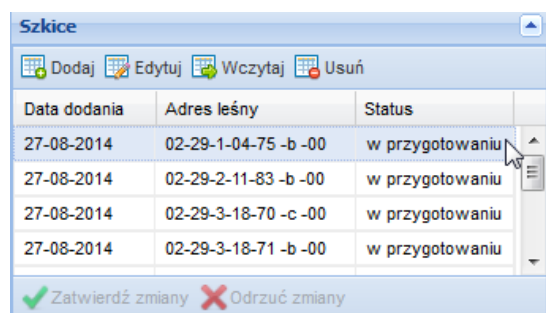 Szkice
Dodaj Edytuj Wczytaj Usuń
Data dodania Adres leśny Status
27-08-2014 02-29-1-04-75 -b -00 w przygotowaniu
27-08-2014 02-29-2-11-83 -b -00 w przygotowaniu
27-08-2014 02-29-3-18-70 -c -00 w przygotowaniu
27-08-2014 02-29-3-18-71 -b -00 w przygotowaniu
Zatwierdź zmiany Odrzuć zmiany